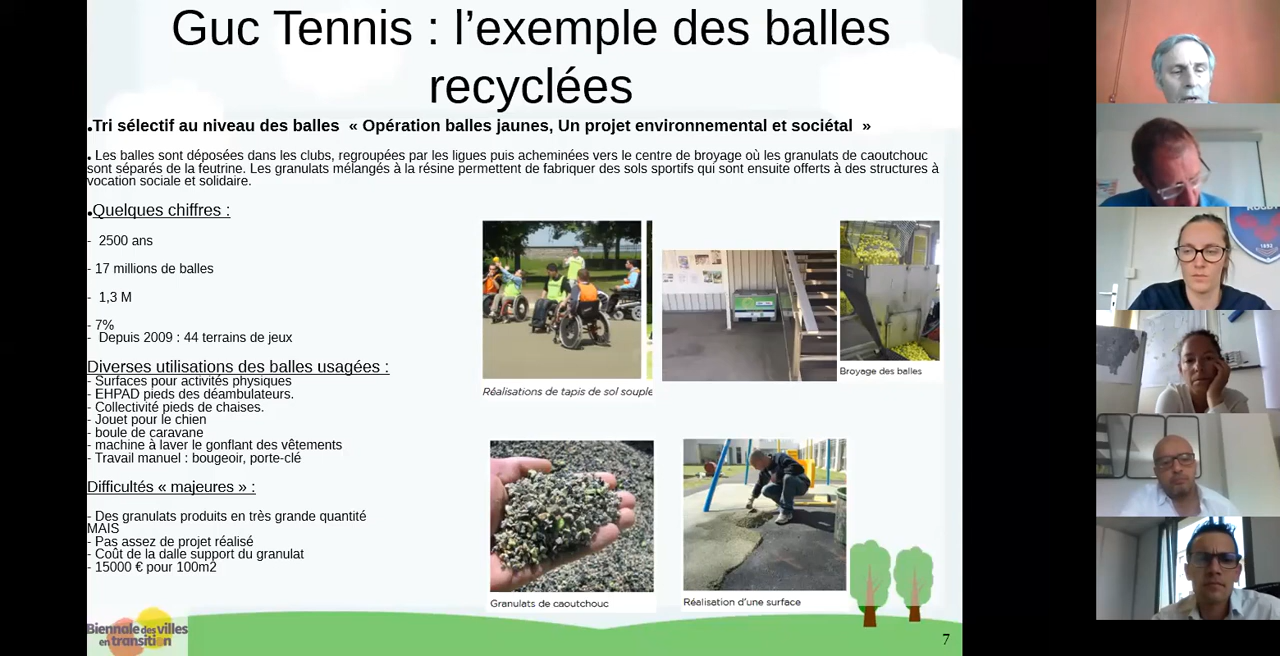 Guc Tennis : l’exemple des balles
recyclées
•Tri sélectif au niveau des balles « Opération balles jaunes, Un projet environnemental et sociétal »
• Les balles sont déposées dans les clubs, regroupées par les ligues puis acheminées vers le centre de broyage où les granulats de caoutchouc
sont séparés de la feutrine. Les granulats mélangés à la résine permettent de fabriquer des sols sportifs qui sont ensuite offerts à des structures à
vocation sociale et solidaire.
•Quelques chiffres :
- 2500 ans
- 17 millions de balles
- 1,3 M
- 7%
- Depuis 2009 : 44 terrains de jeux
Diverses utilisations des balles usagées :
- Surfaces pour activités physiques
- EHPAD pieds des déambulateurs.
- Collectivité pieds de chaises.
- Jouet pour le chien
- boule de caravane
- machine à laver le gonflant des vêtements
- Travail manuel : bougeoir, porte-clé
Difficultés « majeures » :
- Des granulats produits en très grande quantité
MAIS
- Pas assez de projet réalisé
- Coût de la dalle support du granulat
- 15000 € pour 100m2
Réalisations de tapis de sol souple
Broyage des balles
Granulats de caoutchouc
Réalisation d’une surface
Biennale des villes
en transition
7
RUGBY
1892